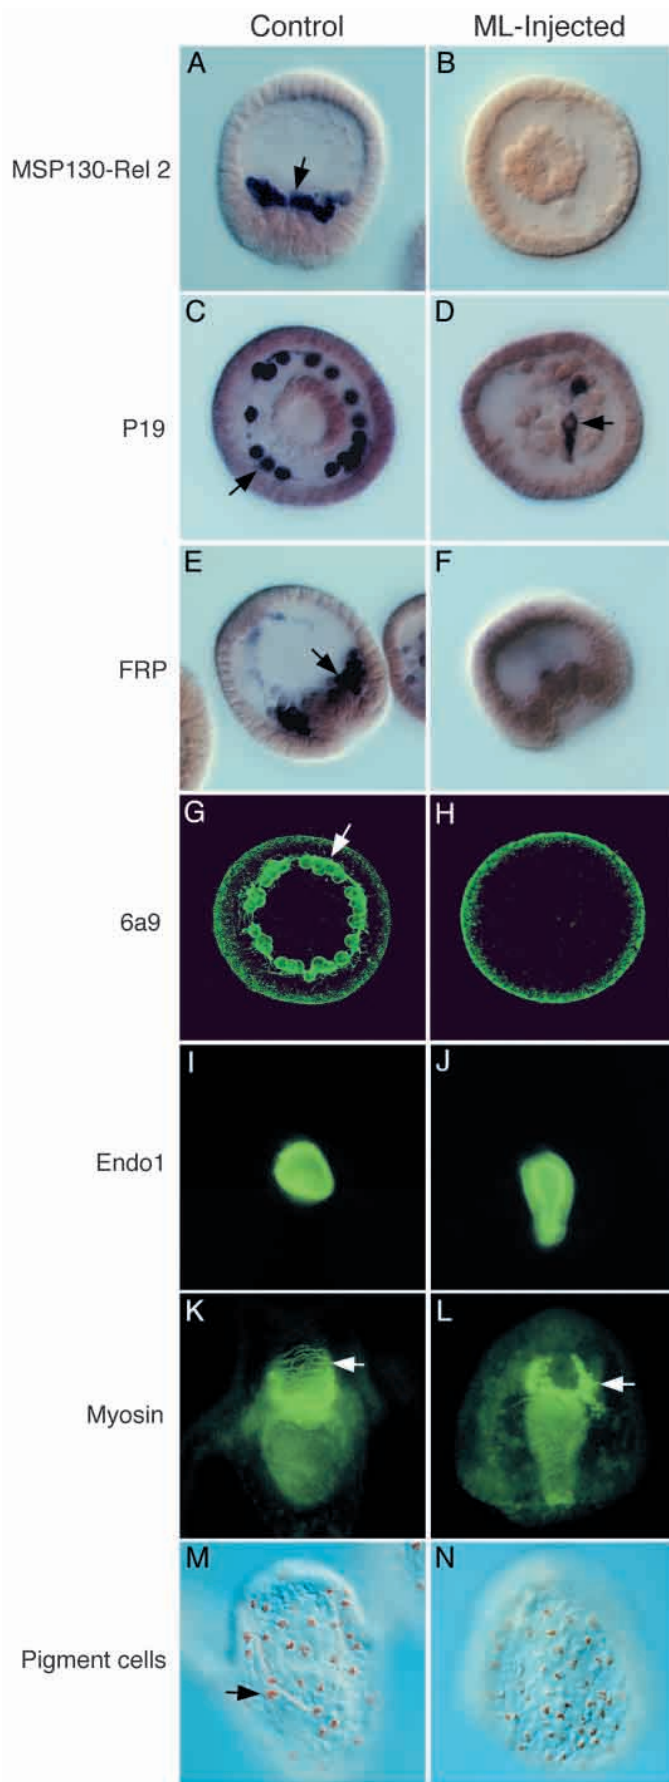 Control ML-Injected
A B
MSP130-Rel 2
C D
P19
E F
FRP
G H
6a9
I J
Endo1
K L
Myosin
M N
Pigment cells